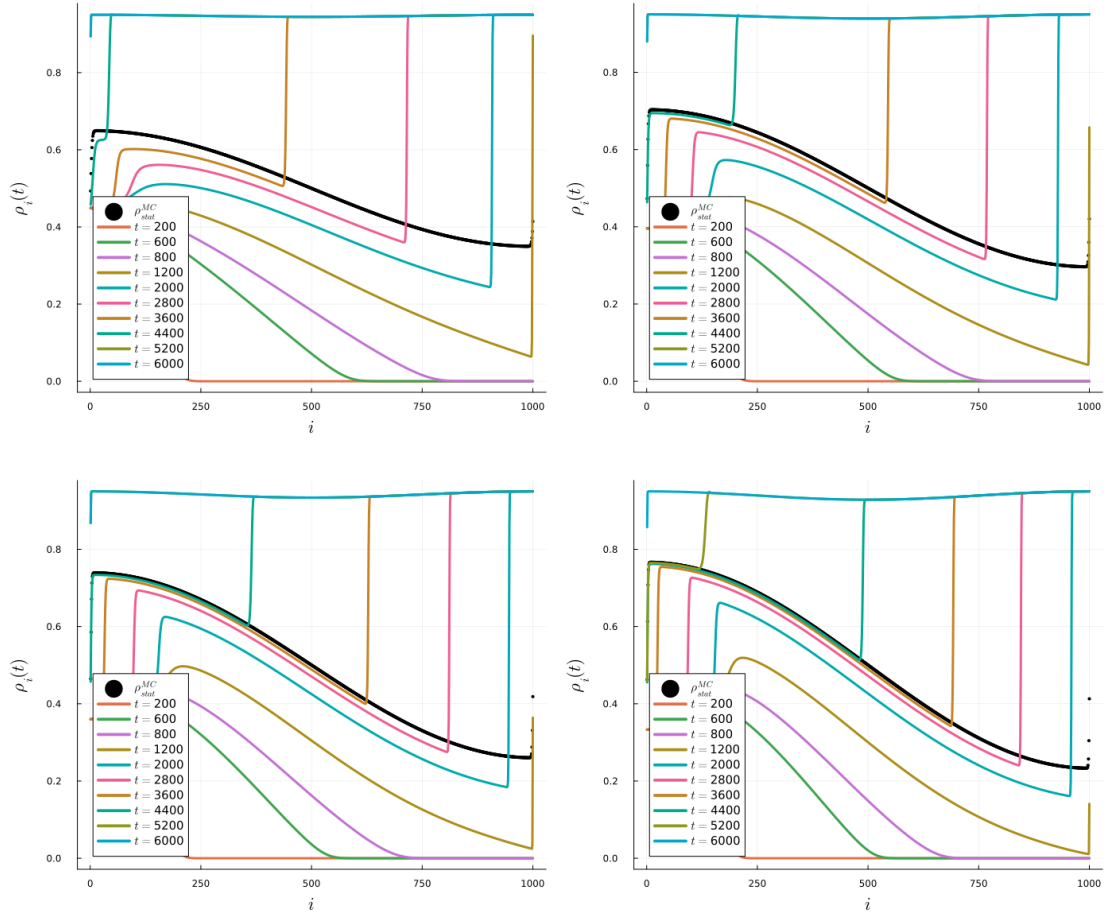 0.8
0.6
0.4
0.2
0.0
ρ_i(t)
ρ^{MC}_{stat}
t = 200
t = 600
t = 800
t = 1200
t = 2000
t = 2800
t = 3600
t = 4400
t = 5200
t = 6000
0 250 500 750 1000
i
0.8
0.6
0.4
0.2
0.0
ρ_i(t)
ρ^{MC}_{stat}
t = 200
t = 600
t = 800
t = 1200
t = 2000
t = 2800
t = 3600
t = 4400
t = 5200
t = 6000
0 250 500 750 1000
i
0.8
0.6
0.4
0.2
0.0
ρ_i(t)
ρ^{MC}_{stat}
t = 200
t = 600
t = 800
t = 1200
t = 2000
t = 2800
t = 3600
t = 4400
t = 5200
t = 6000
0 250 500 750 1000
i
0.8
0.6
0.4
0.2
0.0
ρ_i(t)
ρ^{MC}_{stat}
t = 200
t = 600
t = 800
t = 1200
t = 2000
t = 2800
t = 3600
t = 4400
t = 5200
t = 6000
0 250 500 750 1000
i